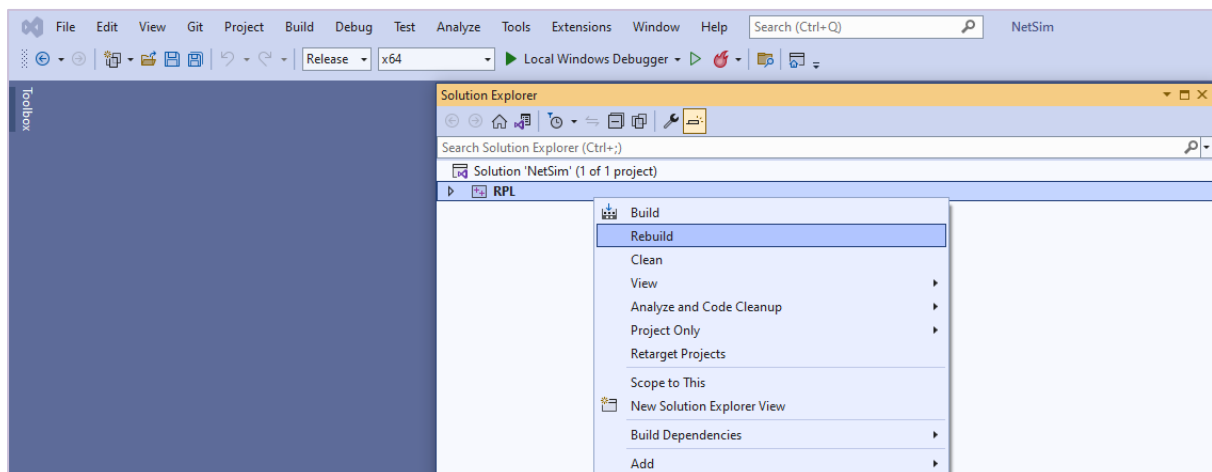 File Edit View Git Project Build Debug Test Analyze Tools Extensions Window Help Search (Ctrl+Q) NetSim
Release x64 Local Windows Debugger
Toolbox
Solution Explorer
Search Solution Explorer (Ctrl+;)
Solution 'NetSim' (1 of 1 project)
RPL
Build
Rebuild
Clean
View
Analyze and Code Cleanup
Project Only
Retarget Projects
Scope to This
New Solution Explorer View
Build Dependencies
Add